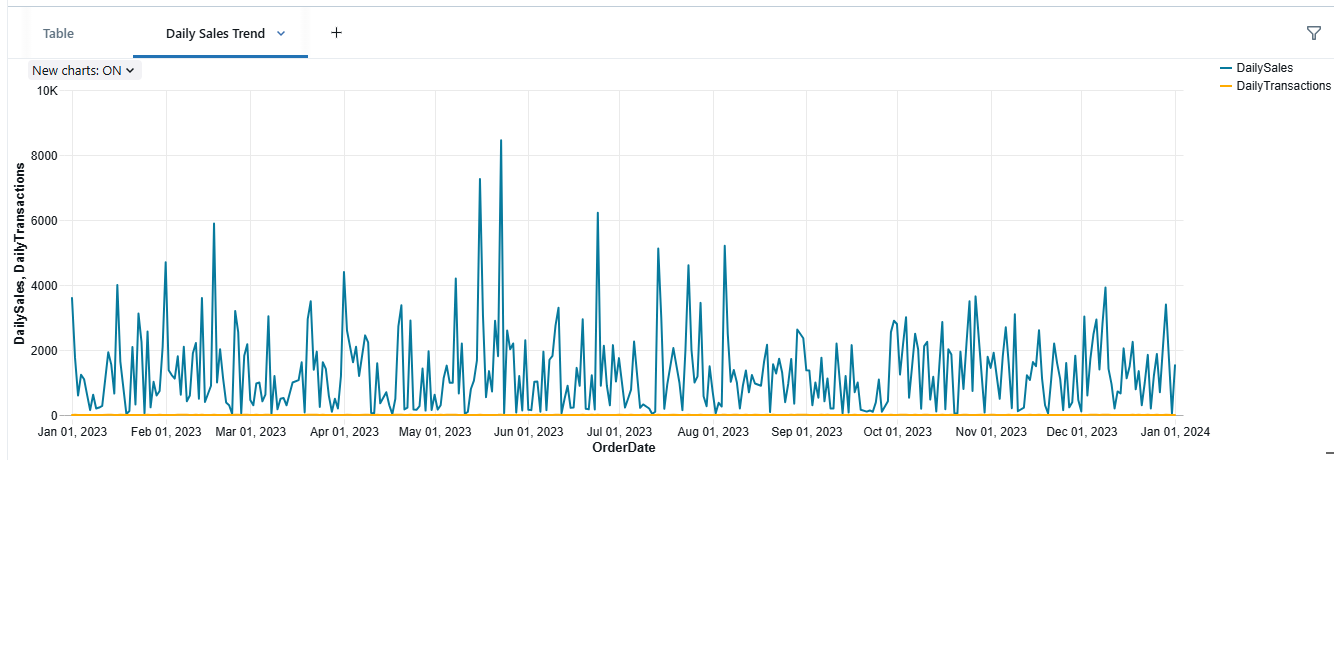 Table
Daily Sales Trend
+
New charts: ON
DailySales
DailyTransactions
10K
8000
6000
4000
2000
0
DailySales, DailyTransactions
Jan 01, 2023
Feb 01, 2023
Mar 01, 2023
Apr 01, 2023
May 01, 2023
Jun 01, 2023
Jul 01, 2023
Aug 01, 2023
Sep 01, 2023
Oct 01, 2023
Nov 01, 2023
Dec 01, 2023
Jan 01, 2024
OrderDate